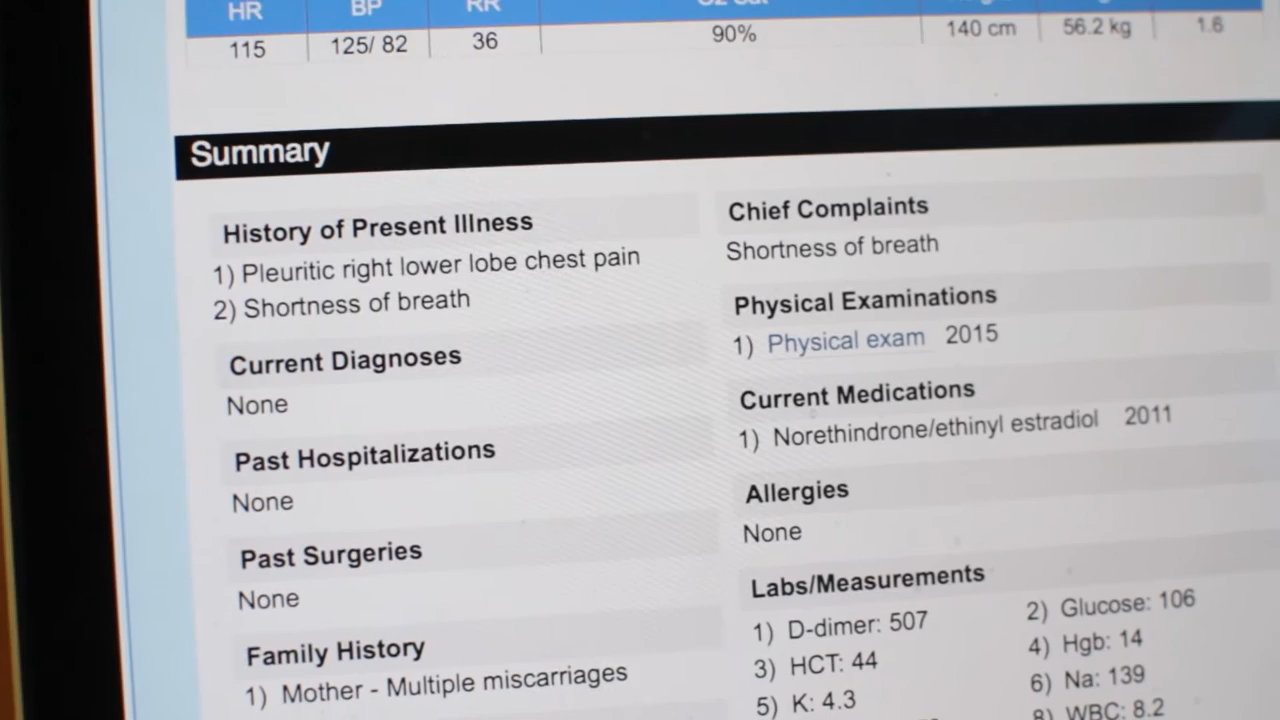 HR BP RR
115 125/ 82 36 90% 140 cm 56.2 kg 1.6
Summary
History of Present Illness
1) Pleuritic right lower lobe chest pain
2) Shortness of breath
Current Diagnoses
None
Past Hospitalizations
None
Past Surgeries
None
Family History
1) Mother - Multiple miscarriages
Chief Complaints
Shortness of breath
Physical Examinations
1) Physical exam 2015
Current Medications
1) Norethindrone/ethinyl estradiol 2011
Allergies
None
Labs/Measurements
1) D-dimer: 507 2) Glucose: 106
3) HCT: 44 4) Hgb: 14
5) K: 4.3 6) Na: 139
8) WBC: 8.2